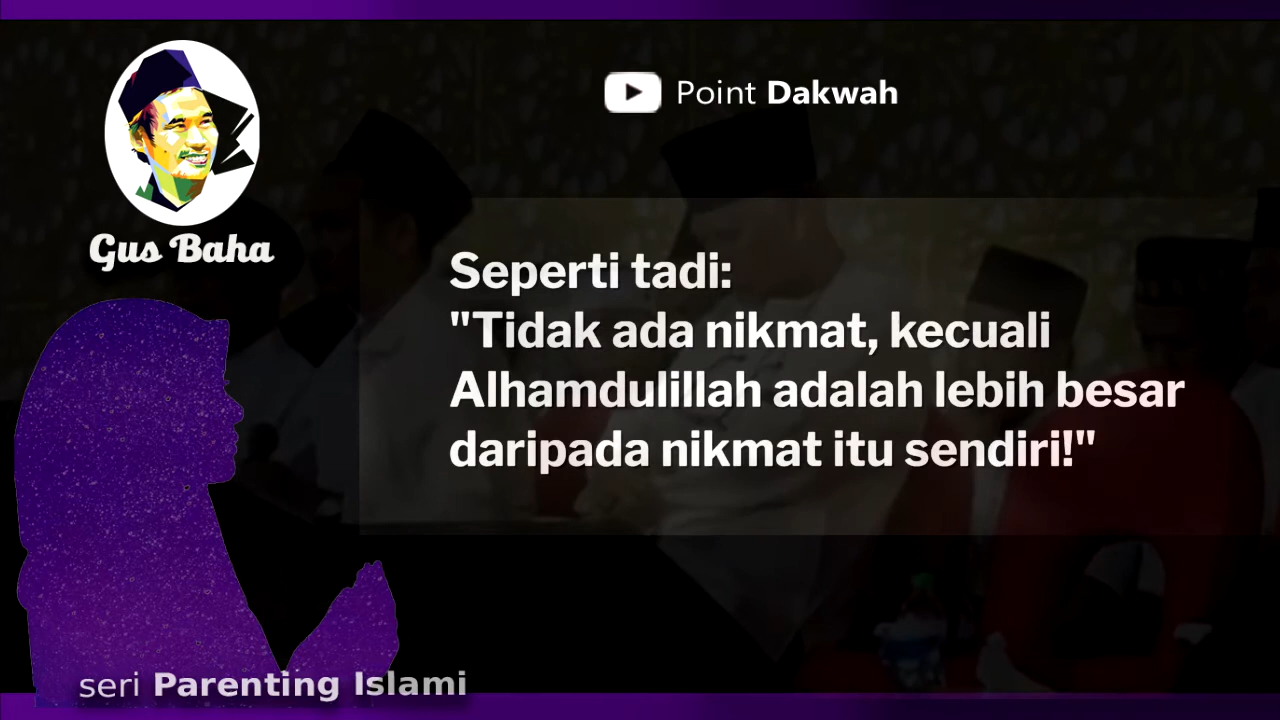 Point Dakwah
Gus Baha
Seperti tadi:
"Tidak ada nikmat, kecuali
Alhamdulillah adalah lebih besar
daripada nikmat itu sendiri!"
seri Parenting Islami